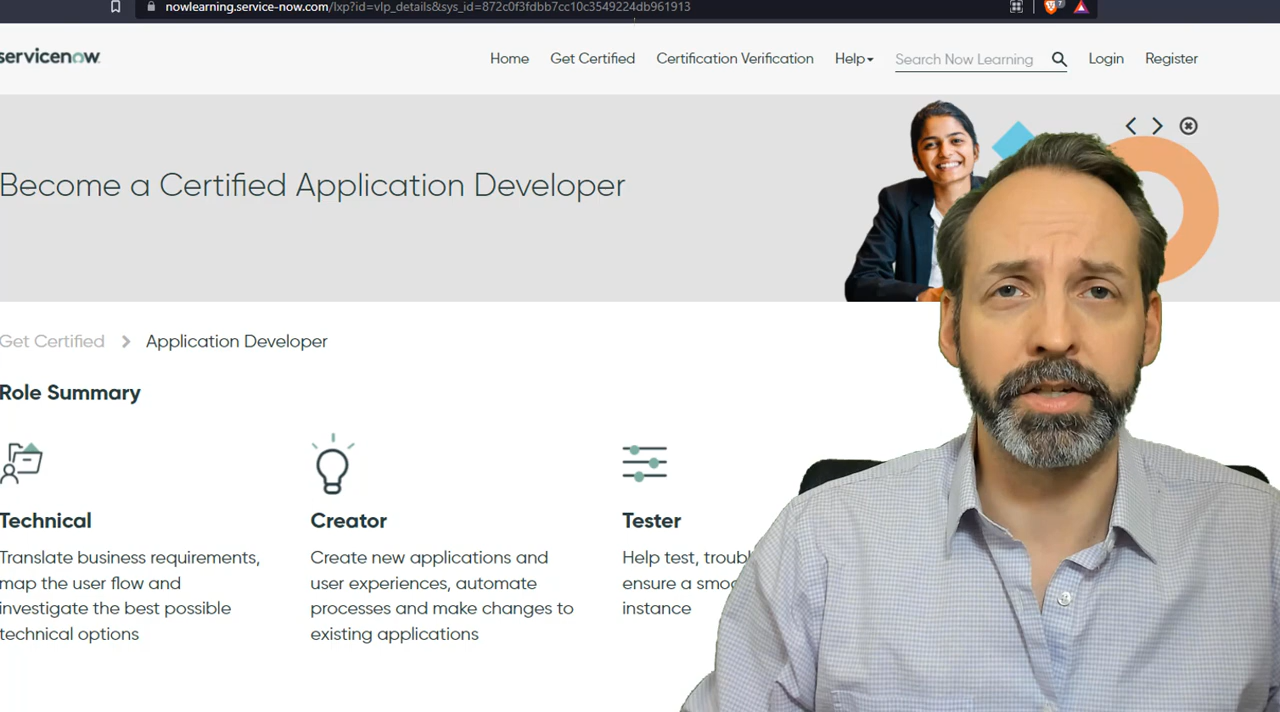 nowlearning.service-now.com/lxp?id=vlp_details&sys_id=872c0f3fdbb7cc10c3549224db961913
7
servicenow
Home Get Certified Certification Verification Help Search Now Learning Login Register
Become a Certified Application Developer
Get Certified > Application Developer
Role Summary
Technical
Translate business requirements,
map the user flow and
investigate the best possible
technical options
Creator
Create new applications and
user experiences, automate
processes and make changes to
existing applications
Tester
Help test,
ensure a
instance